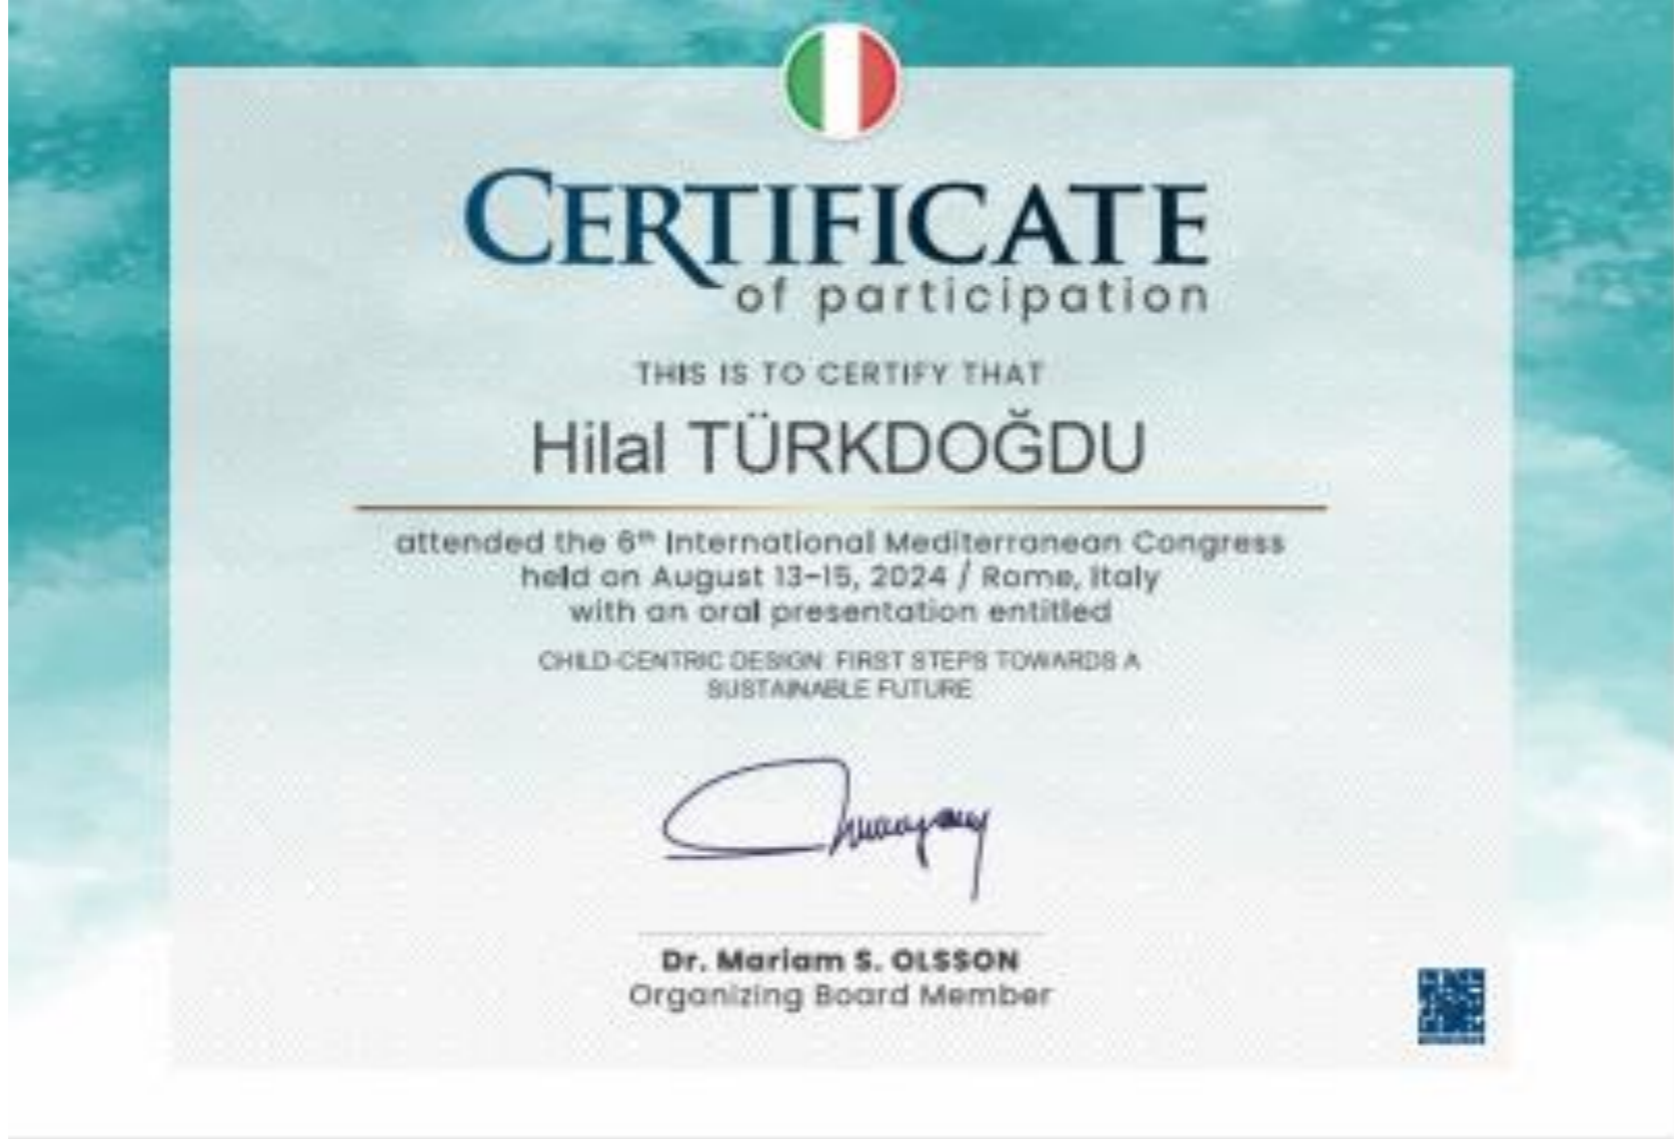 CERTIFICATE
of participation
THIS IS TO CERTIFY THAT
Hilal TÜRKDOĞDU
attended the 6th International Mediterranean Congress
held on August 13-15, 2024 / Rome, Italy
with an oral presentation entitled
CHILD-CENTRIC DESIGN: FIRST STEPS TOWARDS A
SUSTAINABLE FUTURE
Dr. Mariam S. OLSSON
Organizing Board Member